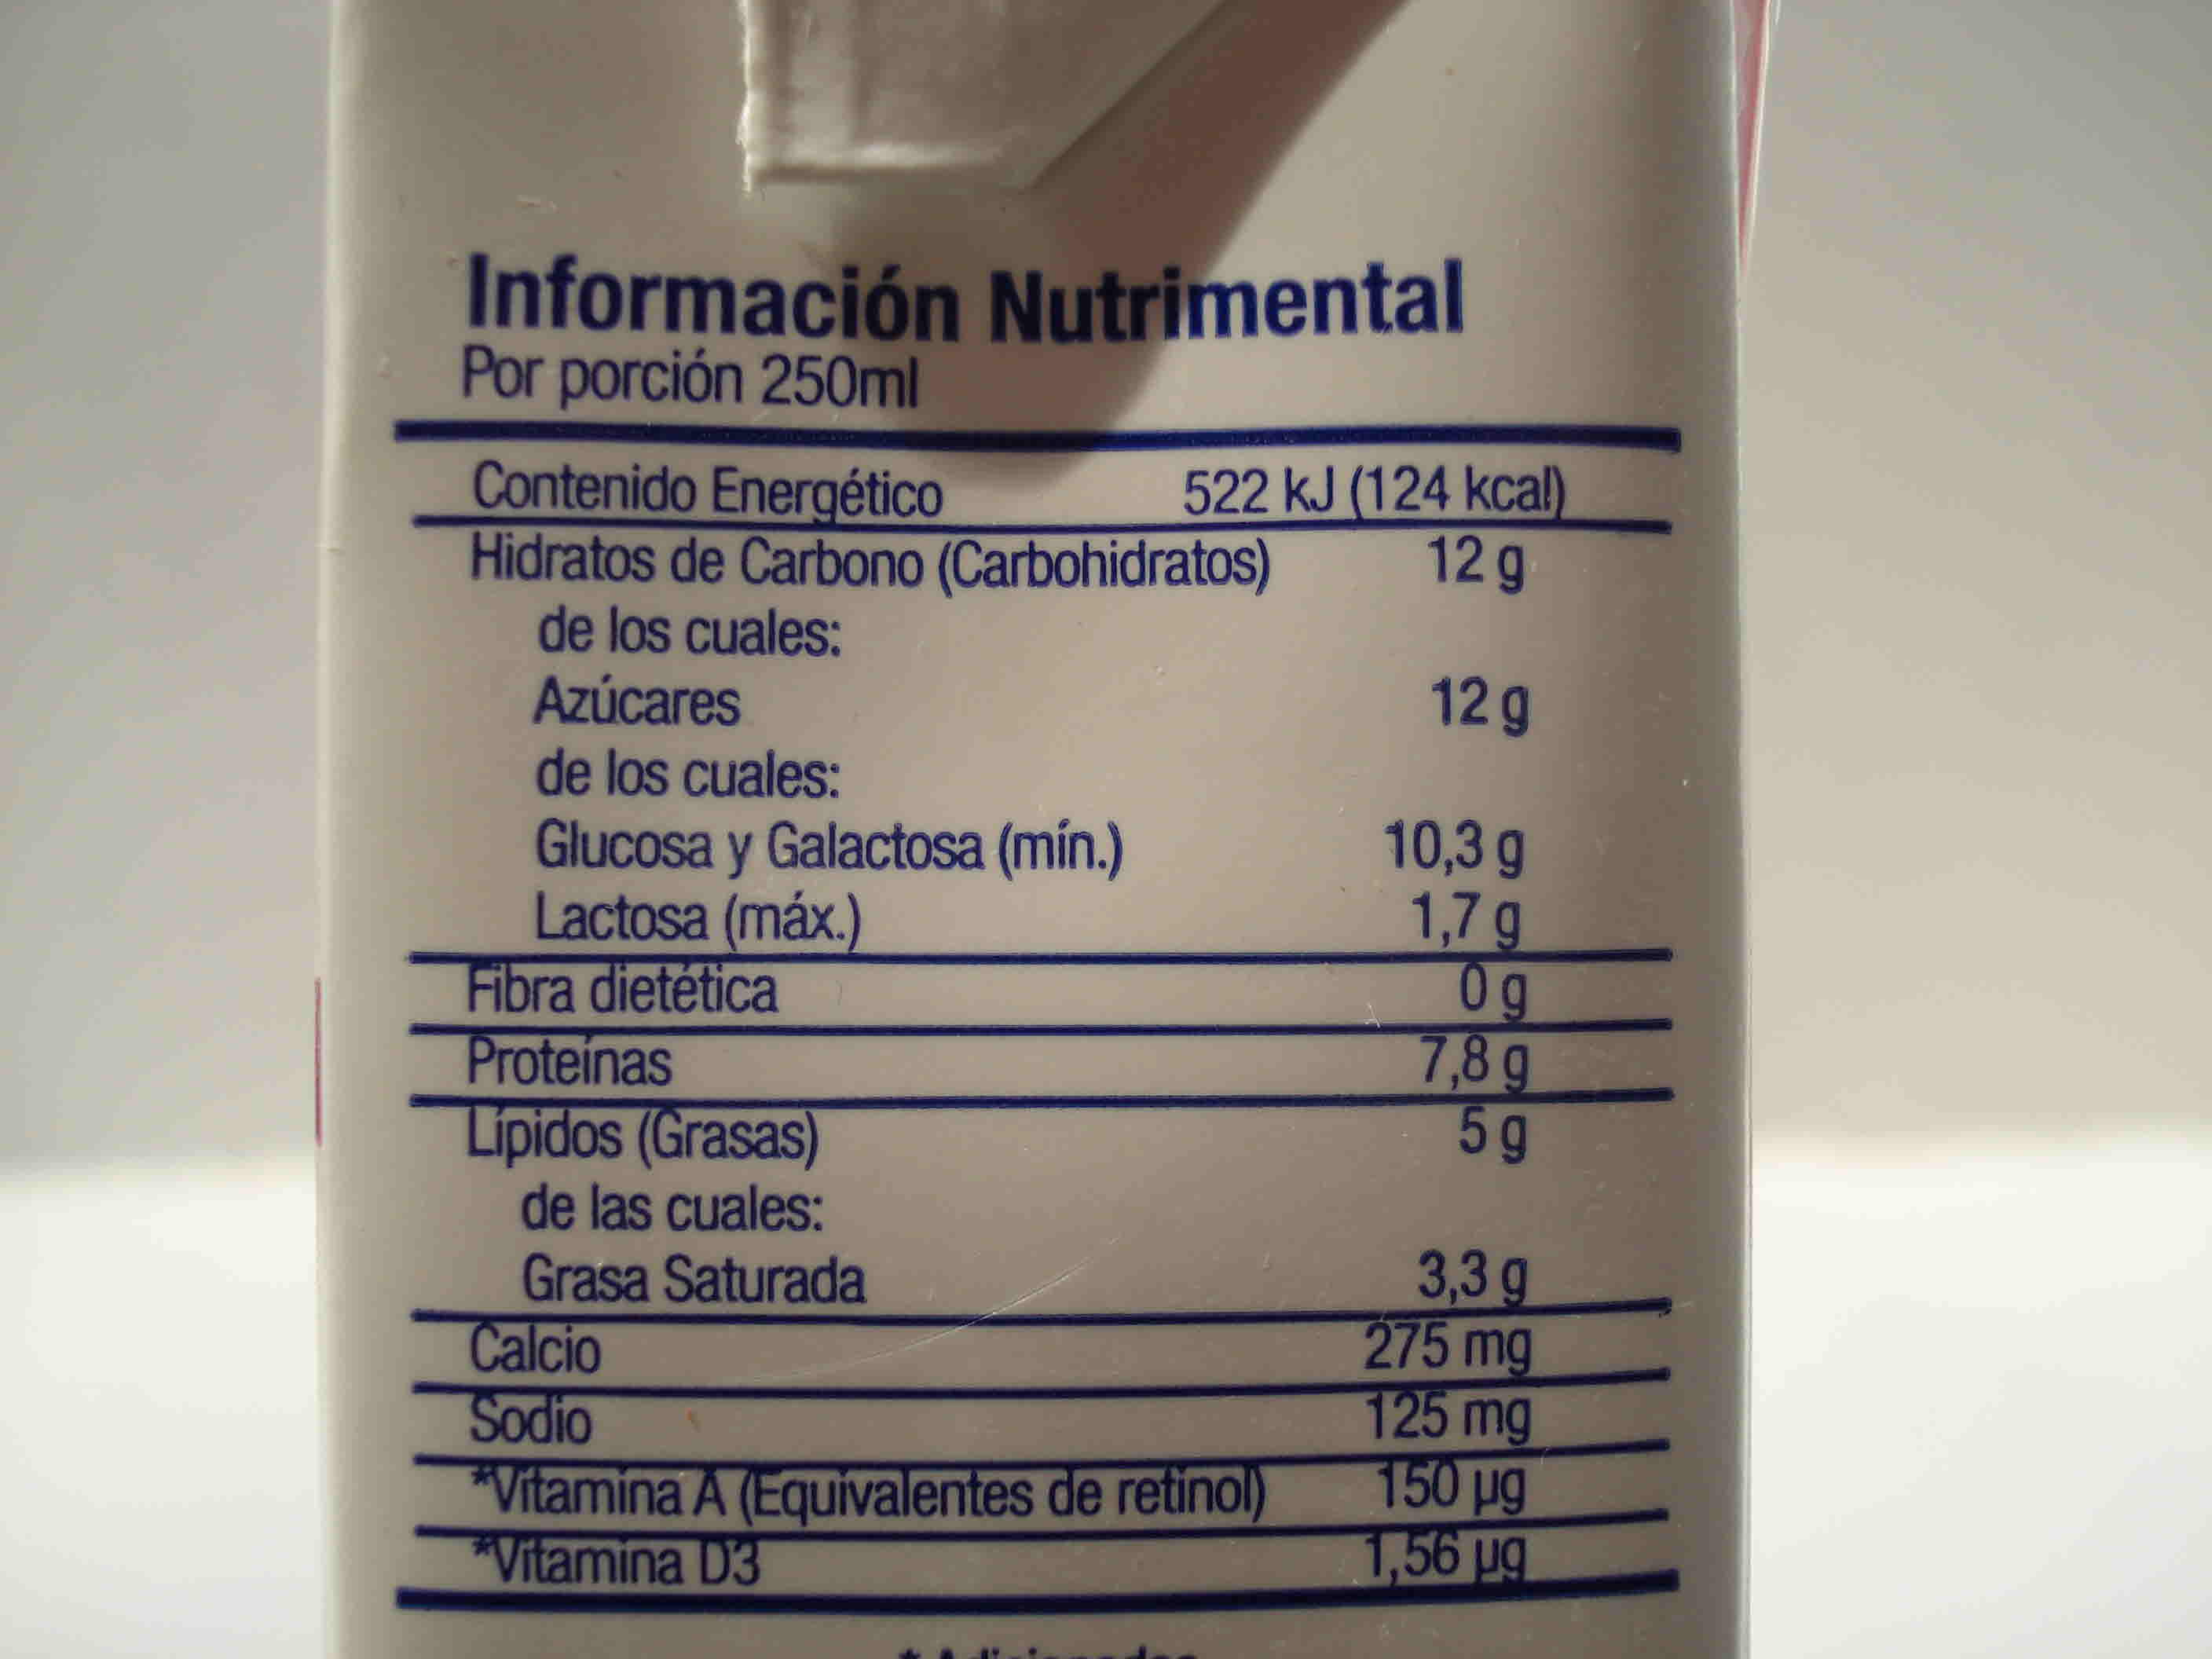 Información Nutrimental
Por porción 250ml
Contenido Energético 522 kJ (124 kcal)
Hidratos de Carbono (Carbohidratos) 12 g
de los cuales:
Azúcares 12 g
de los cuales:
Glucosa y Galactosa (mín.) 10,3 g
Lactosa (máx.) 1,7 g
Fibra dietética 0 g
Proteínas 7,8 g
Lípidos (Grasas) 5 g
de las cuales:
Grasa Saturada 3,3 g
Calcio 275 mg
Sodio 125 mg
*Vitamina A (Equivalentes de retinol) 150 µg
*Vitamina D3 1,56 µg